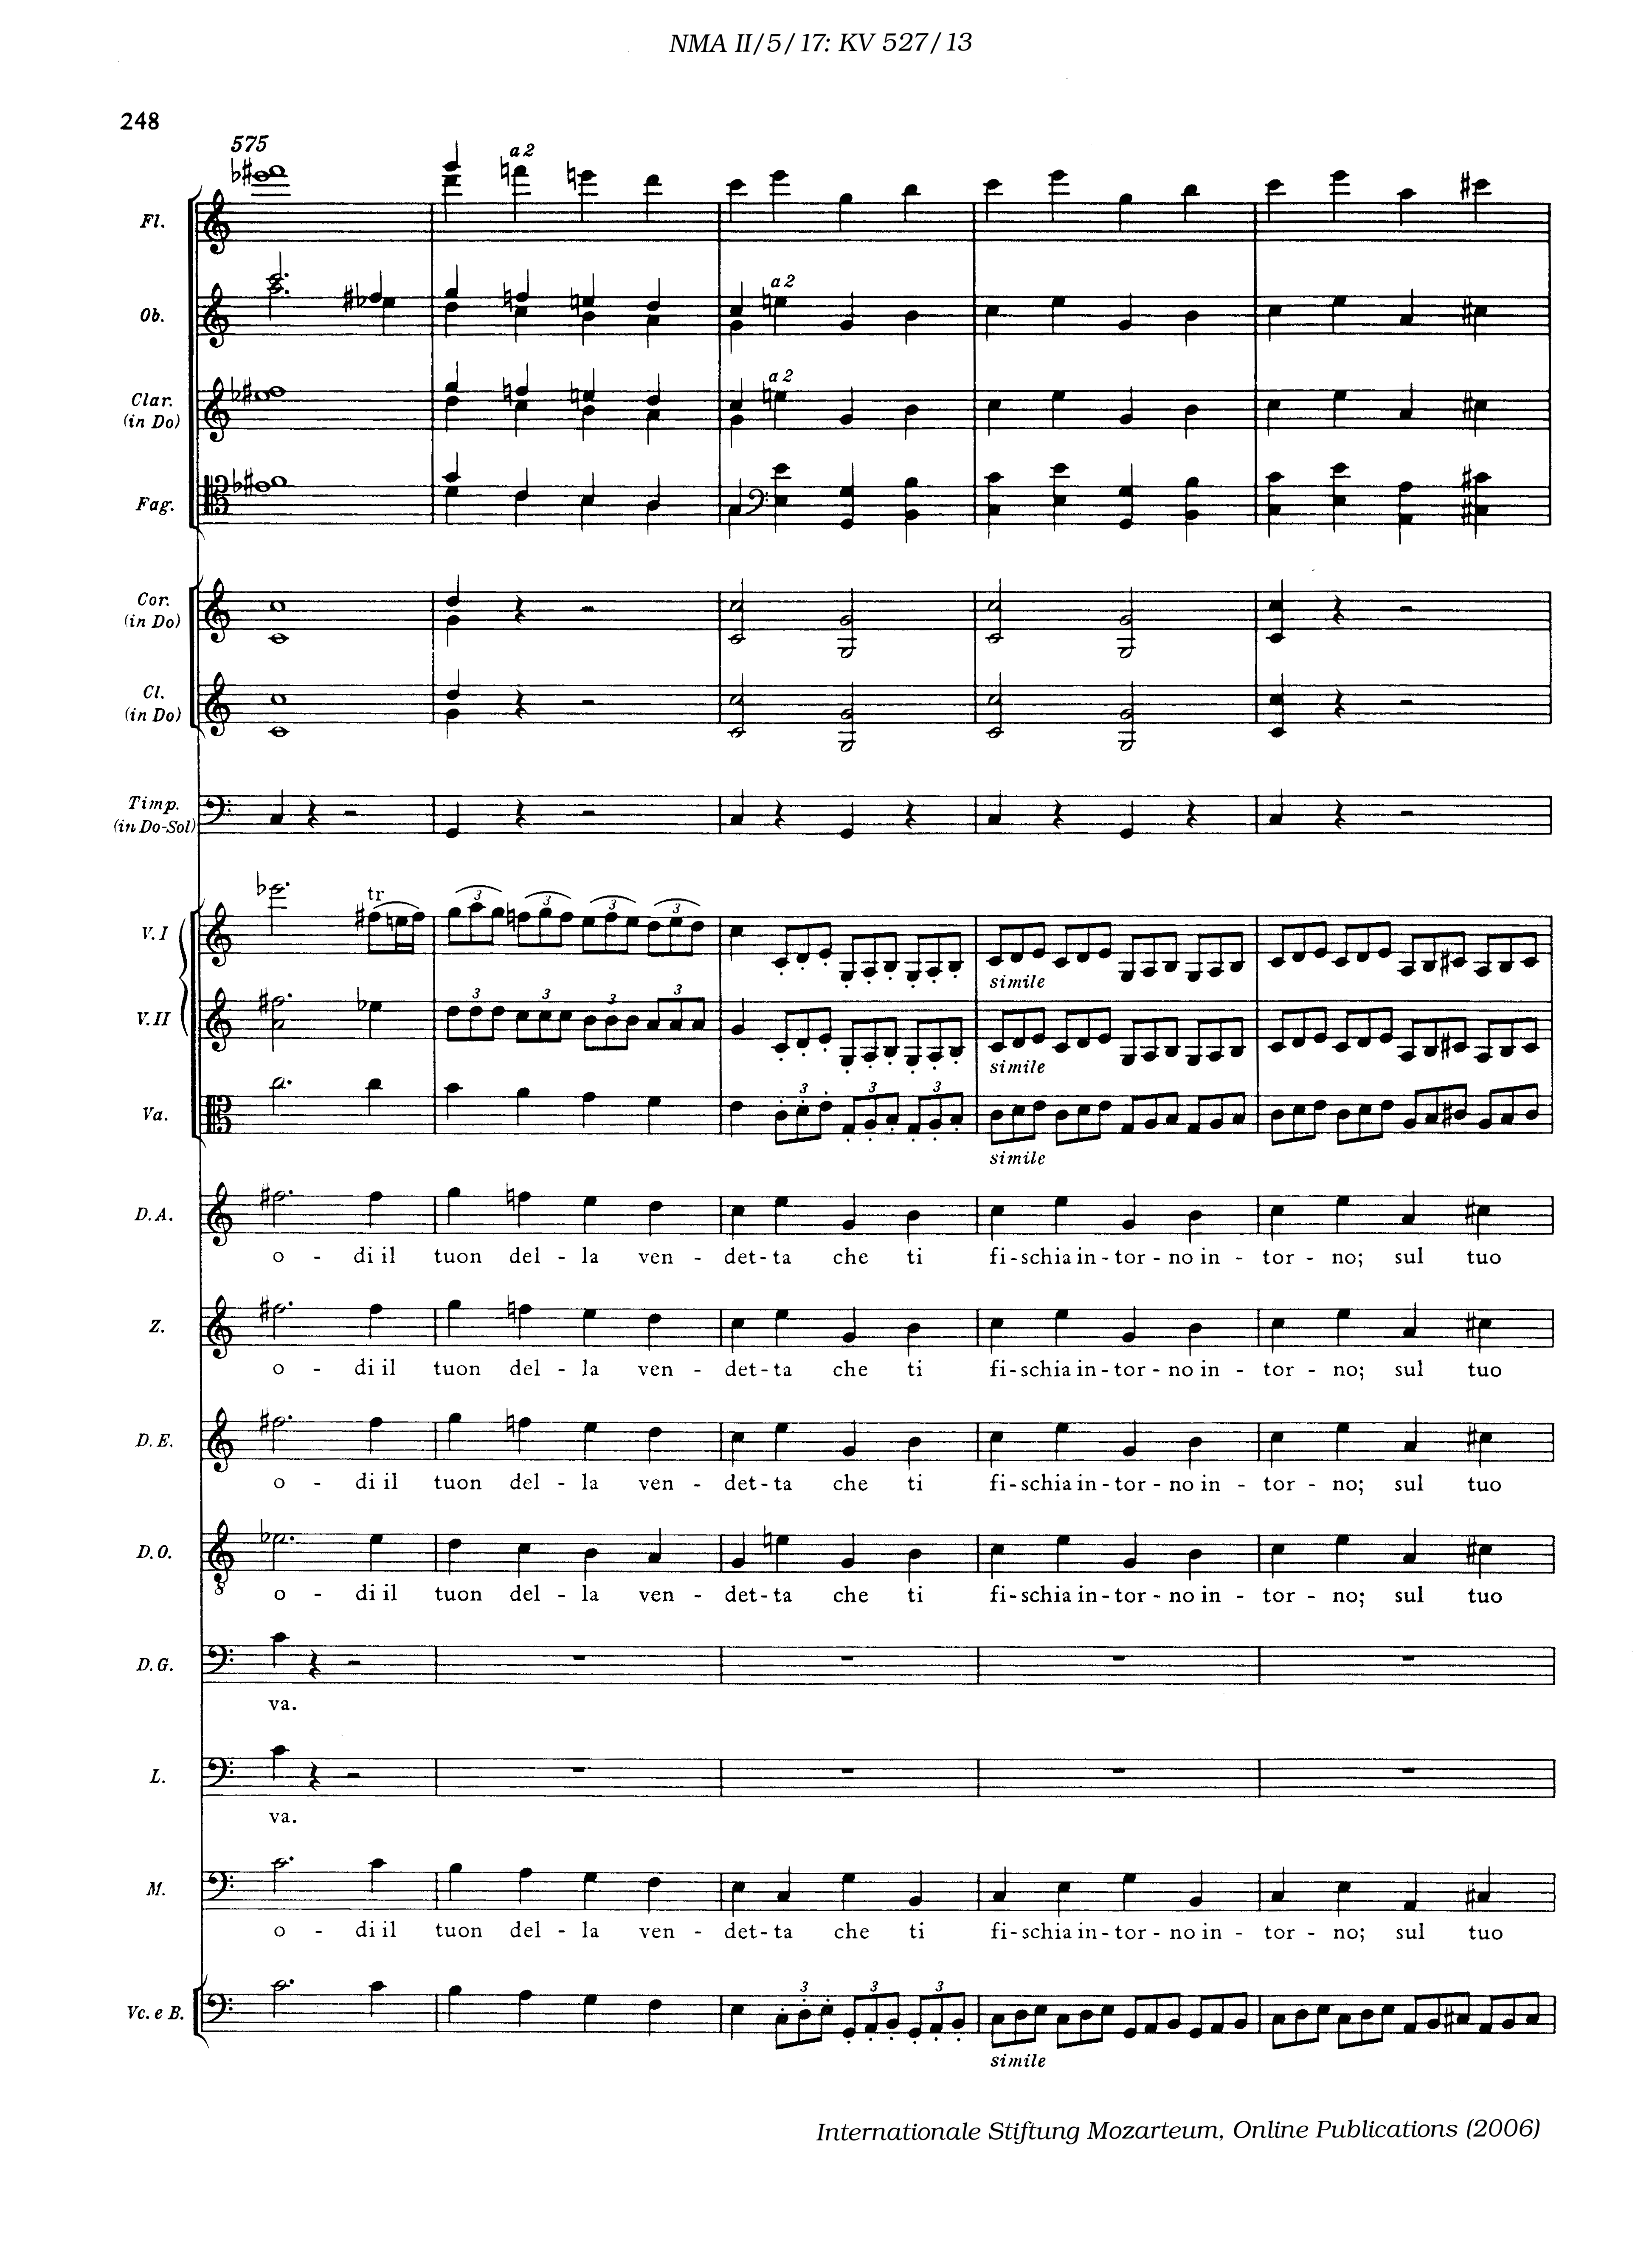 NMA II/5/17: KV 527/13
248
575
a 2
Fl.
a 2
Ob.
a 2
Clar.
(in Do)
Fag.
Cor.
(in Do)
Cl.
(in Do)
Timp.
(in Do-Sol)
tr
3 3 3 3
V. I
simile
3 3 3 3
V. II
simile
3 3 3
Va.
simile
D. A.
o - di il tuon del - la ven - det - ta che ti fi - schia in - tor - no in - tor - no; sul tuo
Z.
o - di il tuon del - la ven - det - ta che ti fi - schia in - tor - no in - tor - no; sul tuo
D. E.
o - di il tuon del - la ven - det - ta che ti fi - schia in - tor - no in - tor - no; sul tuo
D. O.
8
o - di il tuon del - la ven - det - ta che ti fi - schia in - tor - no in - tor - no; sul tuo
D. G.
va.
L.
va.
M.
o - di il tuon del - la ven - det - ta che ti fi - schia in - tor - no in - tor - no; sul tuo
3 3 3
Vc. e B.
simile
Internationale Stiftung Mozarteum, Online Publications (2006)